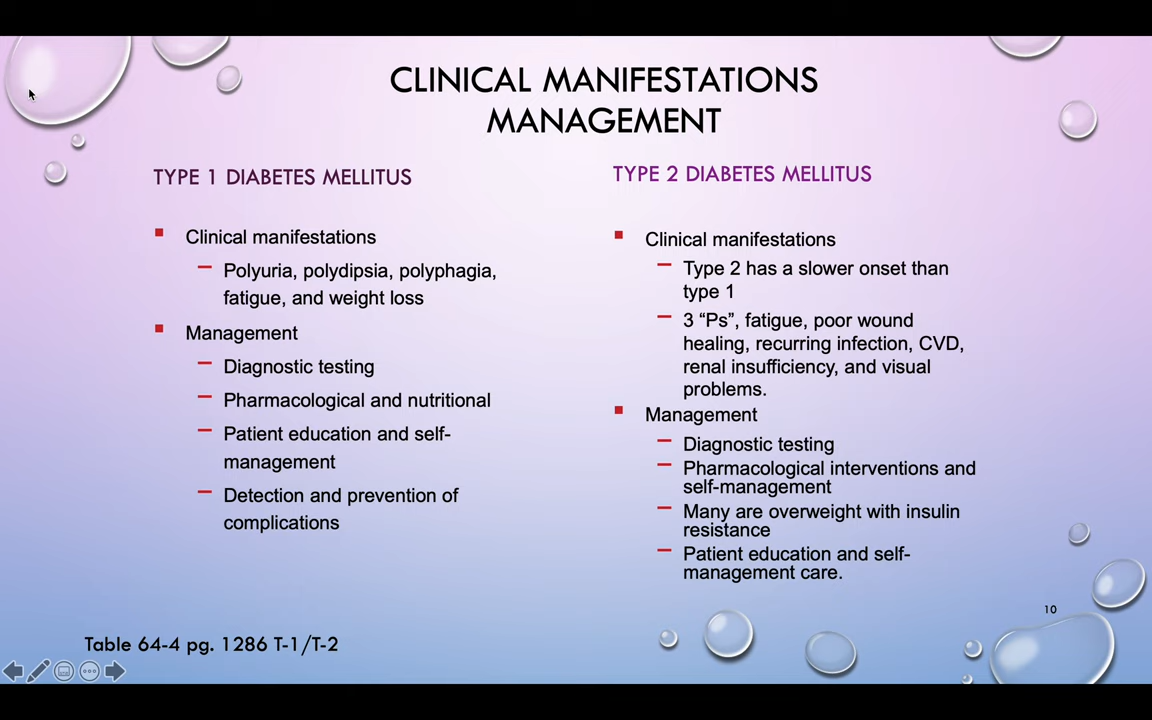 CLINICAL MANIFESTATIONS
MANAGEMENT
TYPE 1 DIABETES MELLITUS
Clinical manifestations
Polyuria, polydipsia, polyphagia,
fatigue, and weight loss
Management
Diagnostic testing
Pharmacological and nutritional
Patient education and self-
management
Detection and prevention of
complications
TYPE 2 DIABETES MELLITUS
Clinical manifestations
Type 2 has a slower onset than
type 1
3 “Ps”, fatigue, poor wound
healing, recurring infection, CVD,
renal insufficiency, and visual
problems.
Management
Diagnostic testing
Pharmacological interventions and
self-management
Many are overweight with insulin
resistance
Patient education and self-
management care.
10
Table 64-4 pg. 1286 T-1/T-2